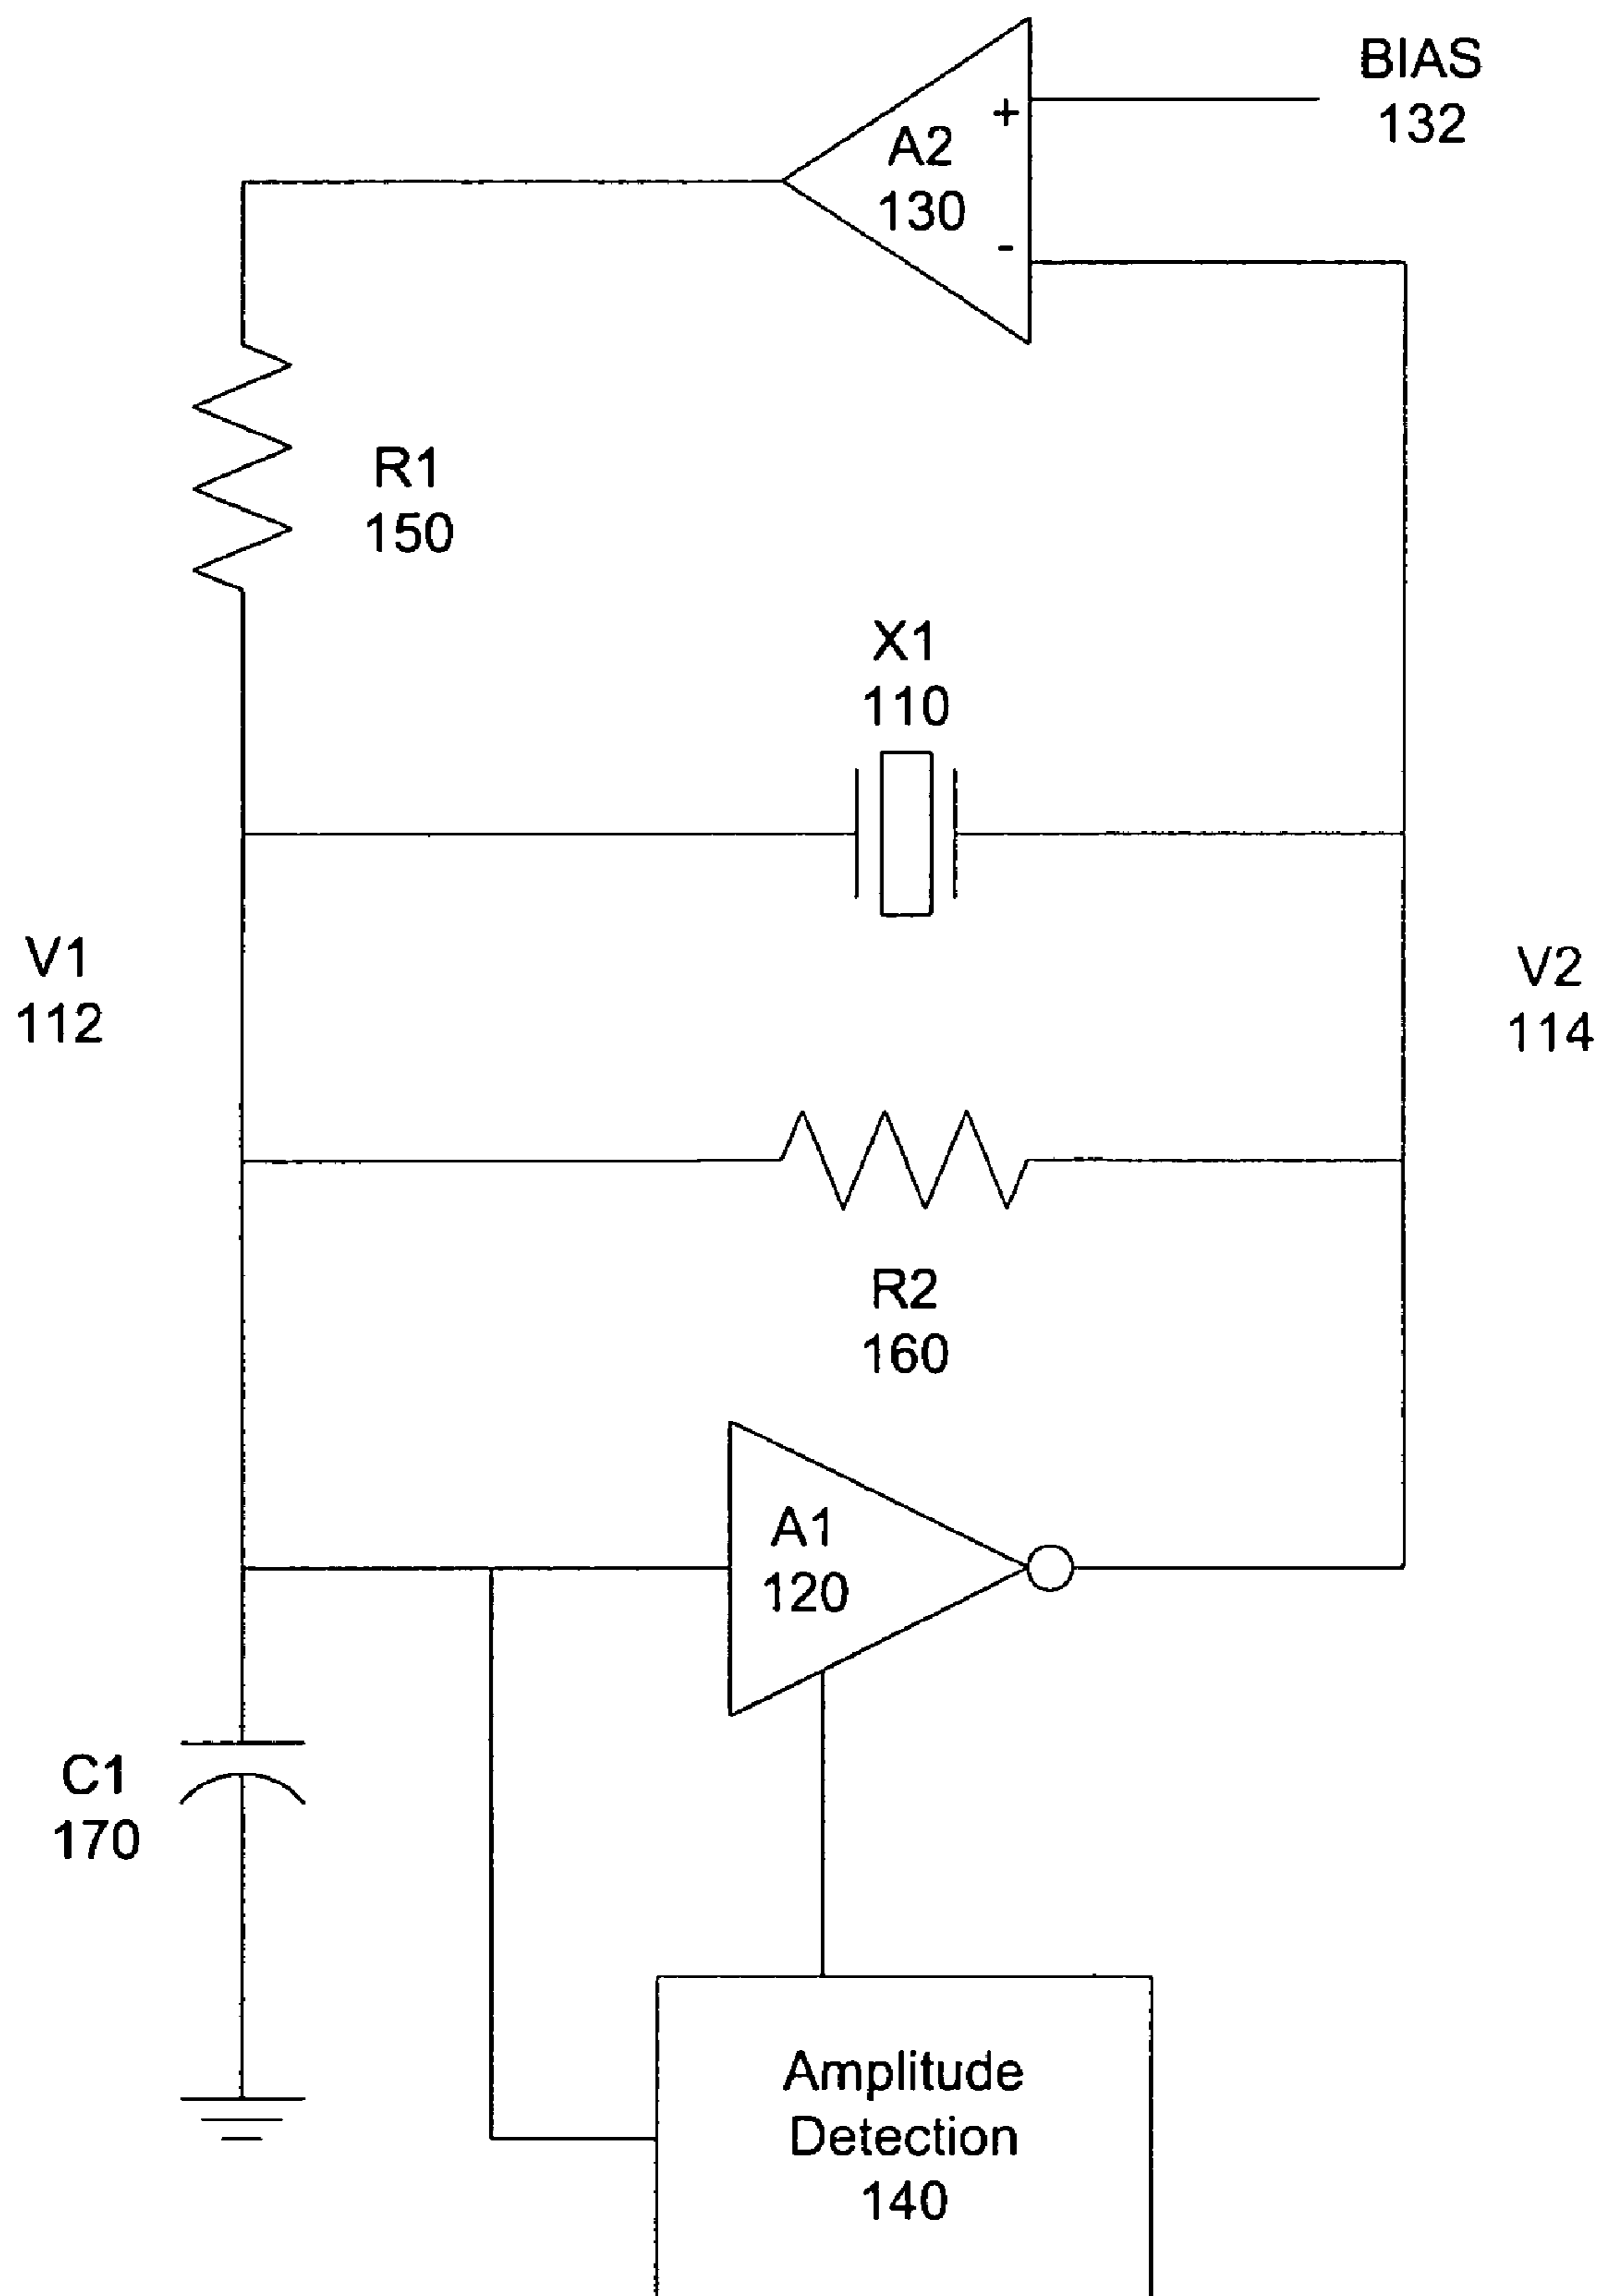 BIAS
132
+
A2
130
-
R1
150
X1
110
V1
112
V2
114
R2
160
A1
120
C1
170
Amplitude
Detection
140